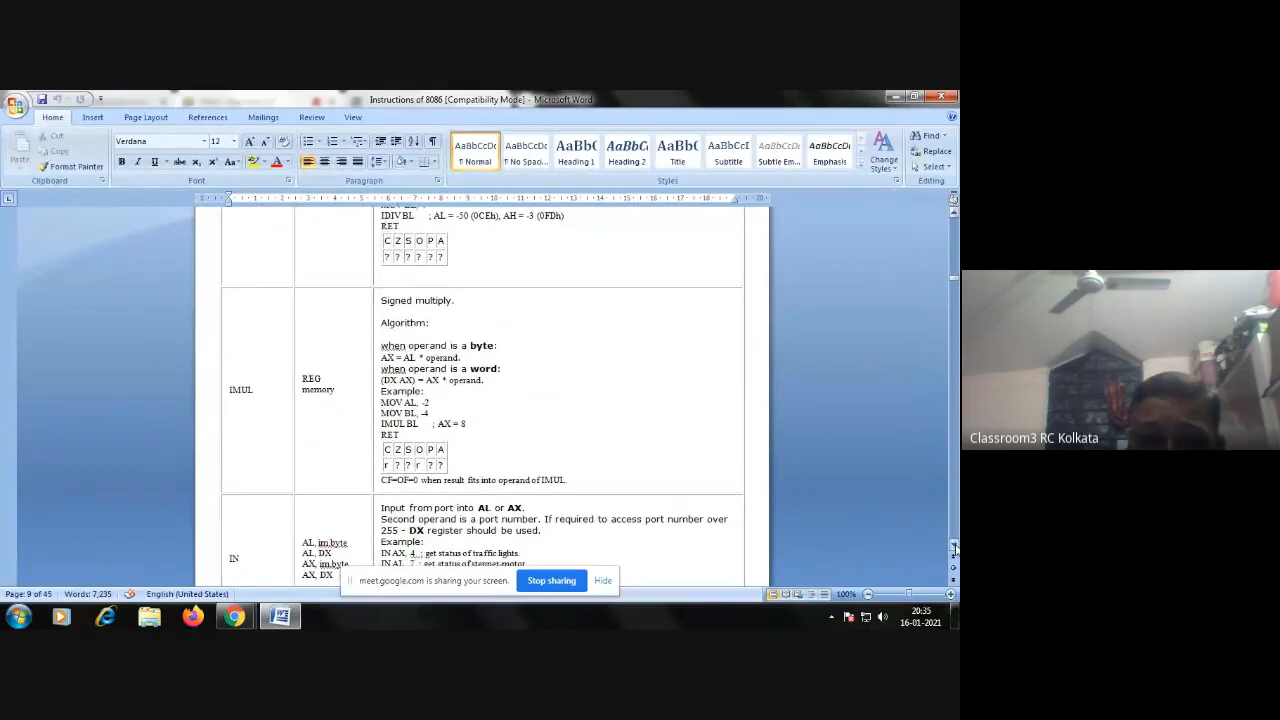 Instructions of 8086 [Compatibility Mode] - Microsoft Word
Home Insert Page Layout References Mailings Review View
Paste
Cut
Copy
Format Painter
Clipboard
Verdana 12
Font
Paragraph
AaBbCcDc AaBbCcDc AaBbC AaBbCc AaBbC AaBbCcI AaBbCcDc AaBbCcDc
¶ Normal ¶ No Spaci... Heading 1 Heading 2 Title Subtitle Subtle Em... Emphasis
Change Styles
Styles
Find
Replace
Select
Editing
IDIV BL ; AL = -50 (0CEh), AH = -3 (0FDh)
RET
C Z S O P A
? ? ? ? ? ?
IMUL
REG
memory
Signed multiply.
Algorithm:
when operand is a byte:
AX = AL * operand.
when operand is a word:
(DX AX) = AX * operand.
Example:
MOV AL, -2
MOV BL, -4
IMUL BL ; AX = 8
RET
C Z S O P A
r ? ? r ? ?
CF=OF=0 when result fits into operand of IMUL.
IN
AL, im.byte
AL, DX
AX, im.byte
AX, DX
Input from port into AL or AX.
Second operand is a port number. If required to access port number over
255 - DX register should be used.
Example:
IN AX, 4 ; get status of traffic lights.
IN AL, 7 ; get status of stepper-motor.
meet.google.com is sharing your screen. Stop sharing Hide
Page: 9 of 45 Words: 7,235 English (United States) 100%
20:35
16-01-2021
Classroom3 RC Kolkata